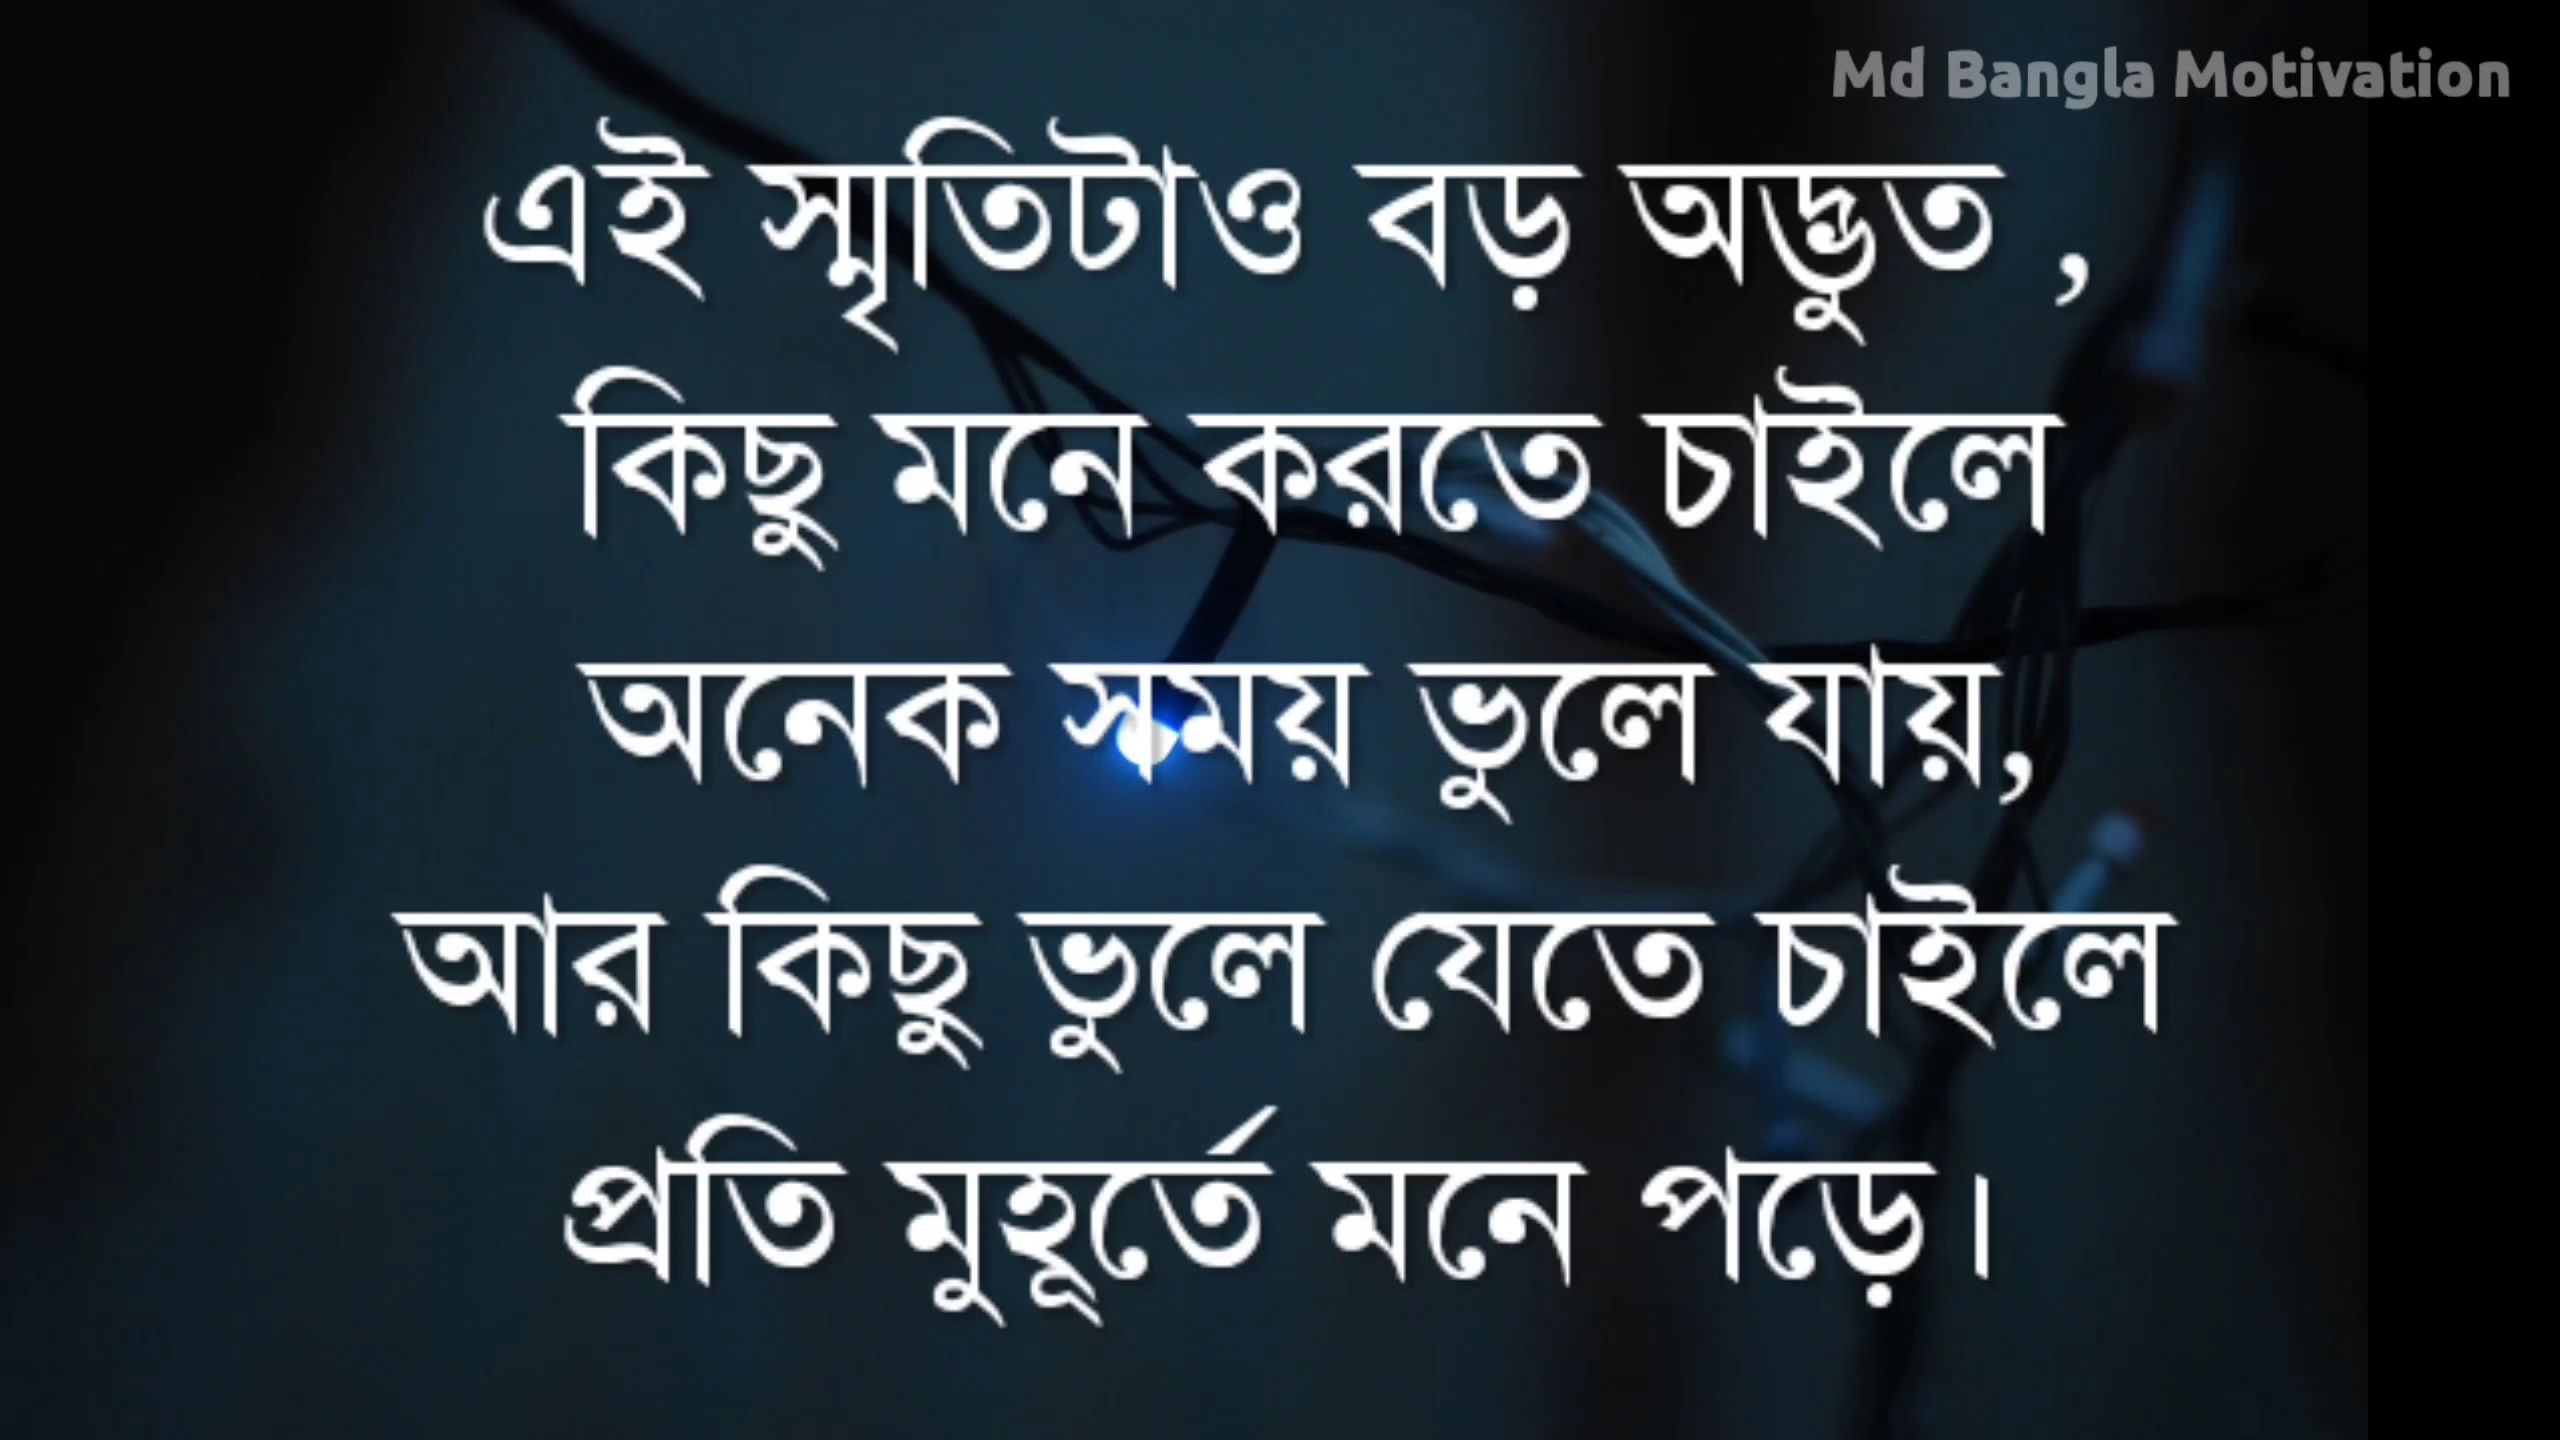 Md Bangla Motivation
এই স্মৃতিটাও বড় অদ্ভুত ,
কিছু মনে করতে চাইলে
অনেক সময় ভুলে যায়,
আর কিছু ভুলে যেতে চাইলে
প্রতি মুহূর্তে মনে পড়ে।